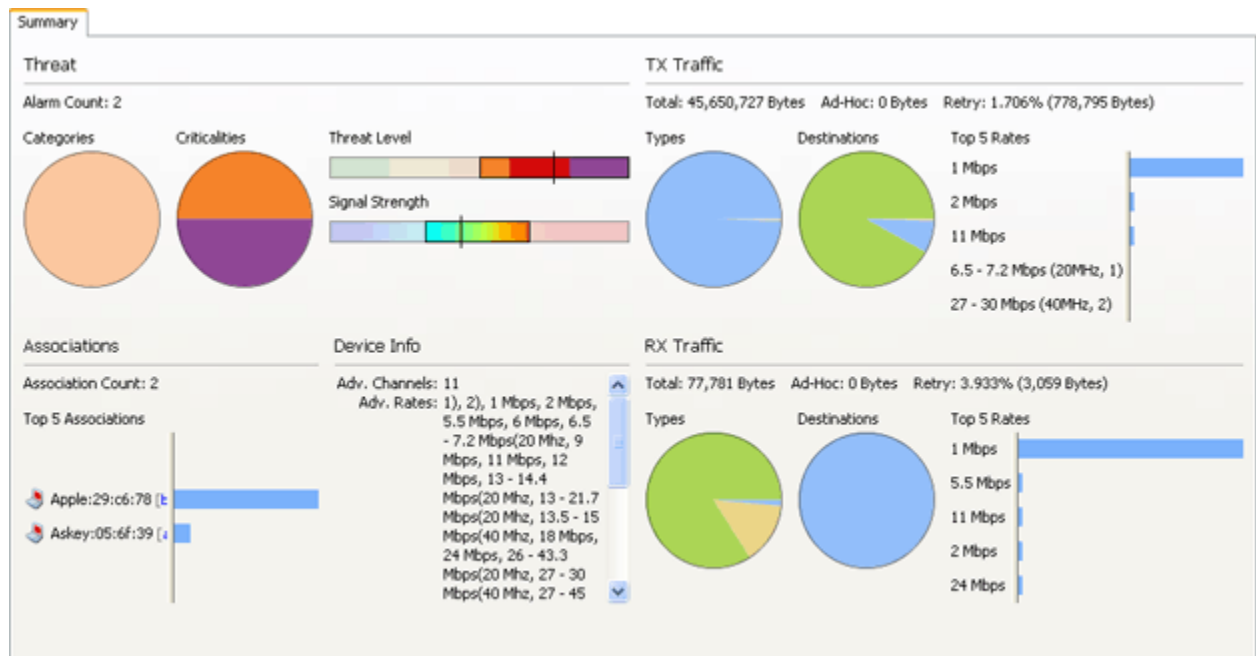 Summary
Threat
Alarm Count: 2
Categories
Criticalities
Threat Level
Signal Strength
TX Traffic
Total: 45,650,727 Bytes Ad-Hoc: 0 Bytes Retry: 1.706% (778,795 Bytes)
Types
Destinations
Top 5 Rates
1 Mbps
2 Mbps
11 Mbps
6.5 - 7.2 Mbps (20MHz, 1)
27 - 30 Mbps (40MHz, 2)
Associations
Association Count: 2
Top 5 Associations
Apple:29:c6:78 [
Askey:05:6f:39 [
Device Info
Adv. Channels: 11
Adv. Rates: 1), 2), 1 Mbps, 2 Mbps,
5.5 Mbps, 6 Mbps, 6.5
- 7.2 Mbps(20 Mhz, 9
Mbps, 11 Mbps, 12
Mbps, 13 - 14.4
Mbps(20 Mhz, 13 - 21.7
Mbps(20 Mhz, 13.5 - 15
Mbps(40 Mhz, 18 Mbps,
24 Mbps, 26 - 43.3
Mbps(20 Mhz, 27 - 30
Mbps(40 Mhz, 27 - 45
RX Traffic
Total: 77,781 Bytes Ad-Hoc: 0 Bytes Retry: 3.933% (3,059 Bytes)
Types
Destinations
Top 5 Rates
1 Mbps
5.5 Mbps
11 Mbps
2 Mbps
24 Mbps